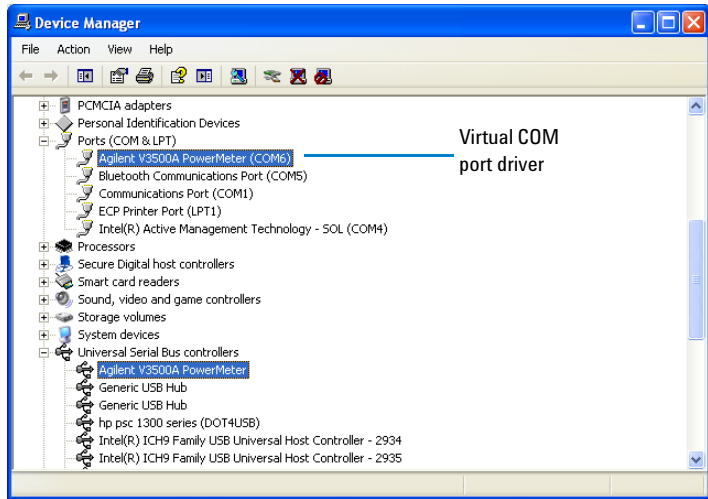 Device Manager
File Action View Help
PCMCIA adapters
Personal Identification Devices
Ports (COM & LPT)
Agilent V3500A PowerMeter (COM6)
Virtual COM
port driver
Bluetooth Communications Port (COM5)
Communications Port (COM1)
ECP Printer Port (LPT1)
Intel(R) Active Management Technology - SOL (COM4)
Processors
Secure Digital host controllers
Smart card readers
Sound, video and game controllers
Storage volumes
System devices
Universal Serial Bus controllers
Agilent V3500A PowerMeter
Generic USB Hub
Generic USB Hub
hp psc 1300 series (DOT4USB)
Intel(R) ICH9 Family USB Universal Host Controller - 2934
Intel(R) ICH9 Family USB Universal Host Controller - 2935